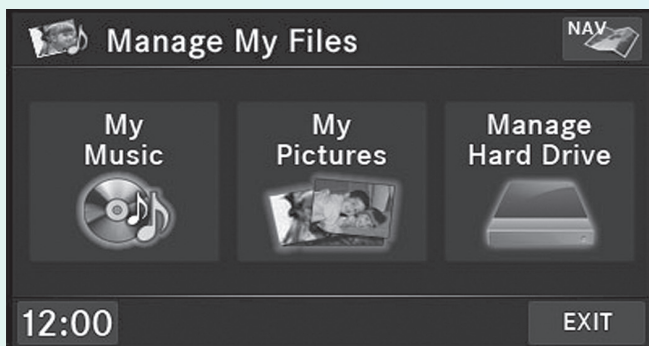 Manage My Files
NAV
My
Music
My
Pictures
Manage
Hard Drive
12:00
EXIT